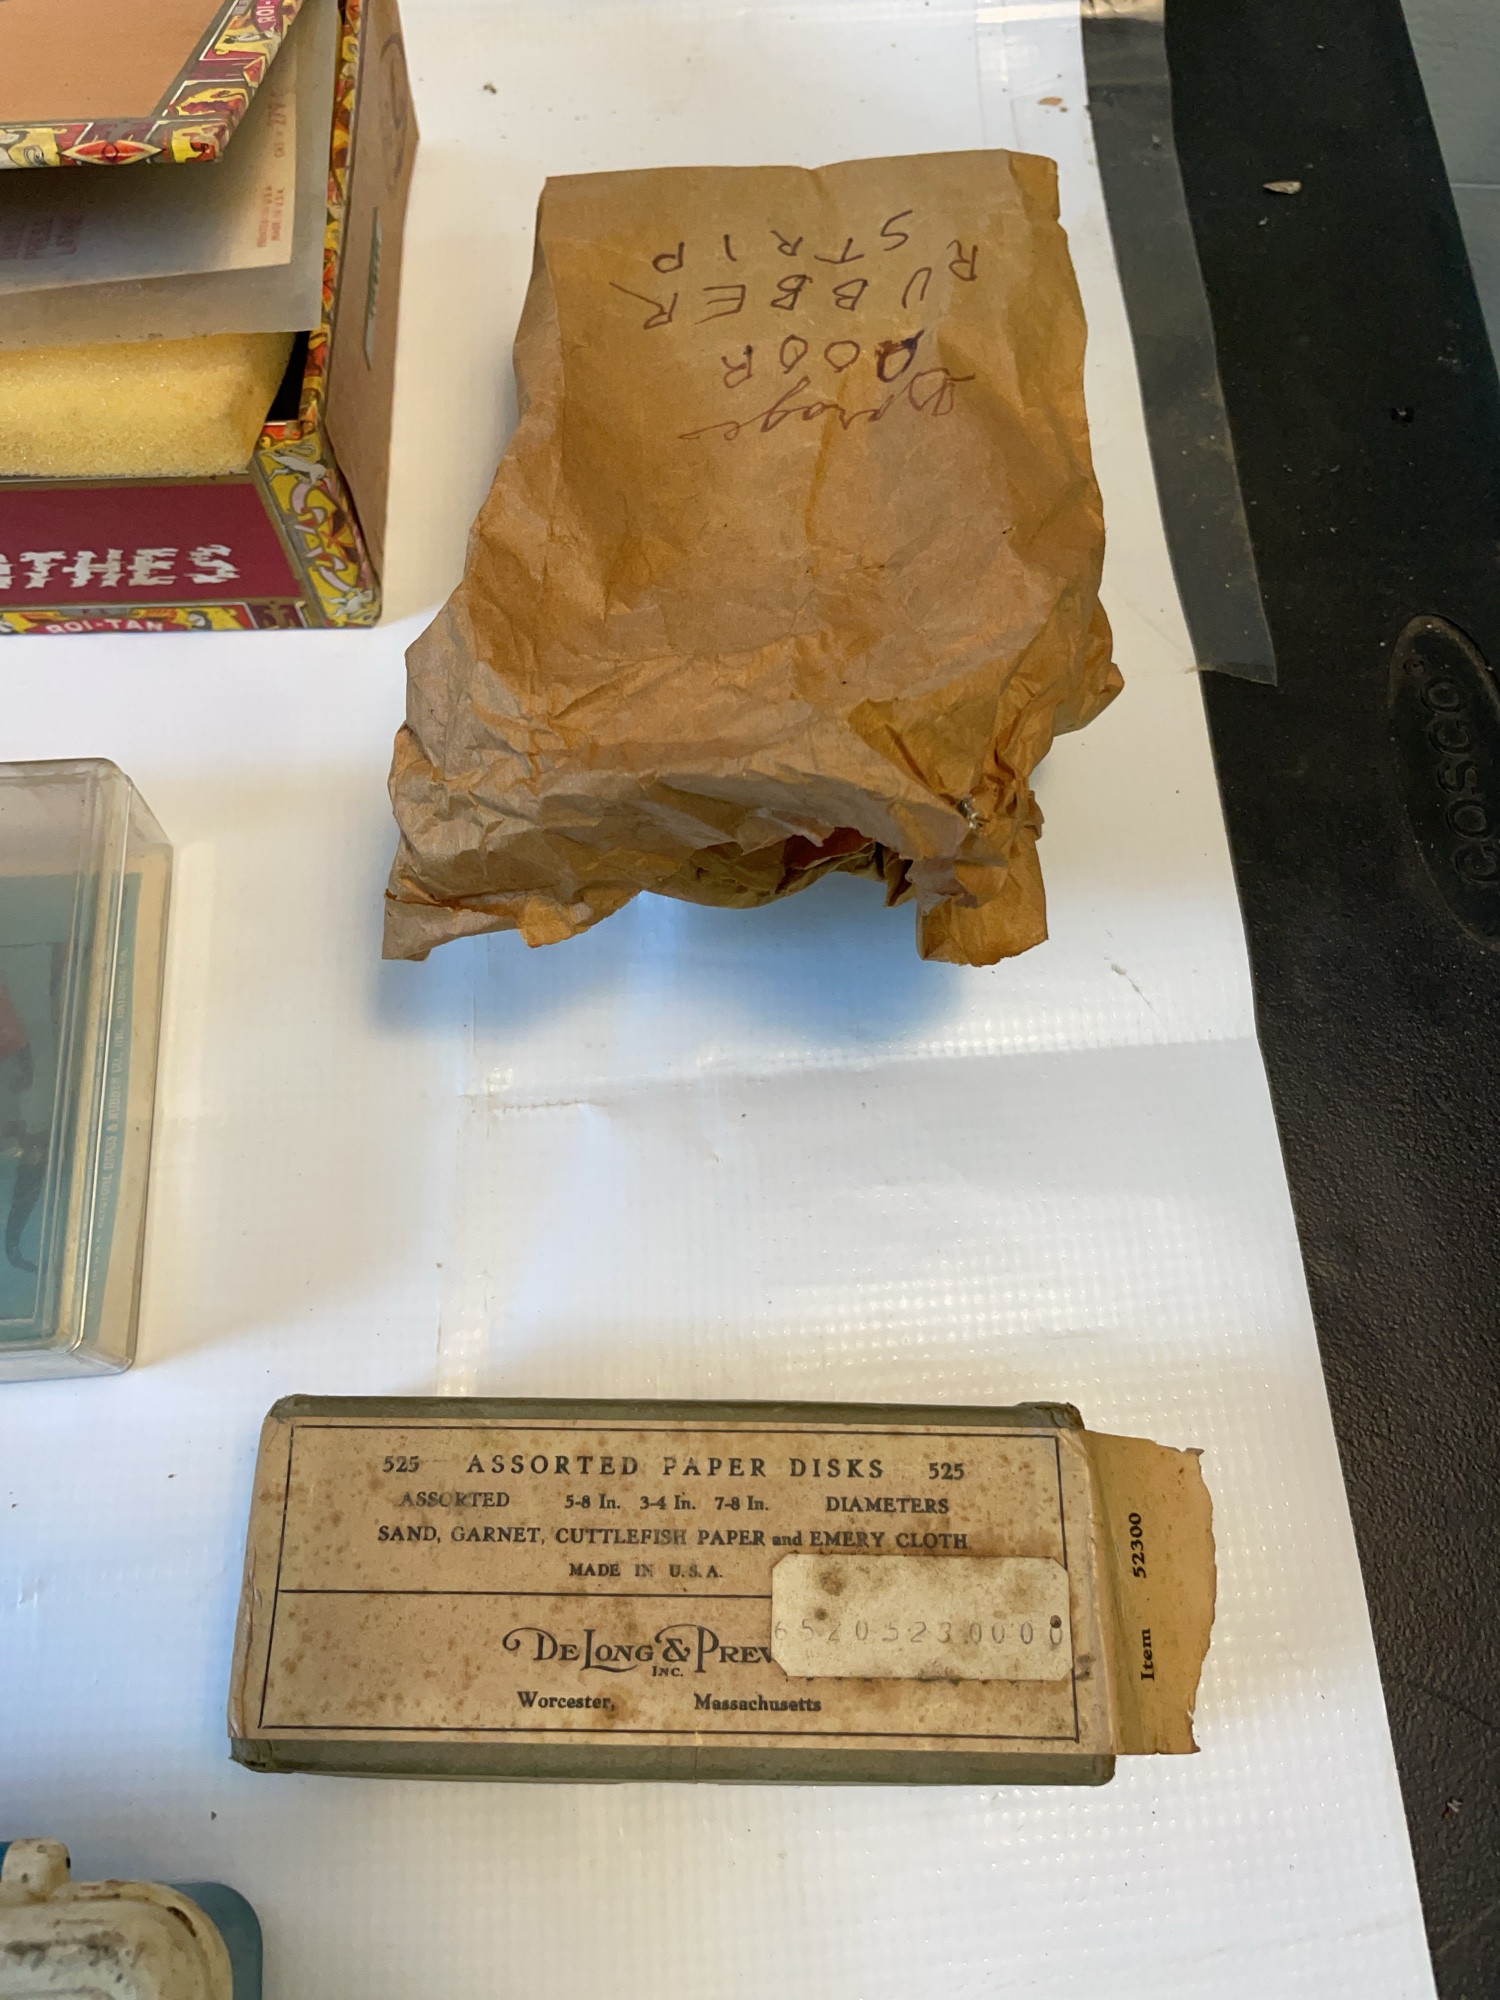 ROI-TAN
Garage
DOOR
RUBBER
STRIP
COSCO
525 ASSORTED PAPER DISKS 525
ASSORTED 5-8 In. 3-4 In. 7-8 In. DIAMETERS
SAND, GARNET, CUTTLEFISH PAPER and EMERY CLOTH
MADE IN U.S.A.
DELONG & PREV
INC.
Worcester, Massachusetts
65205230000
Item 52300